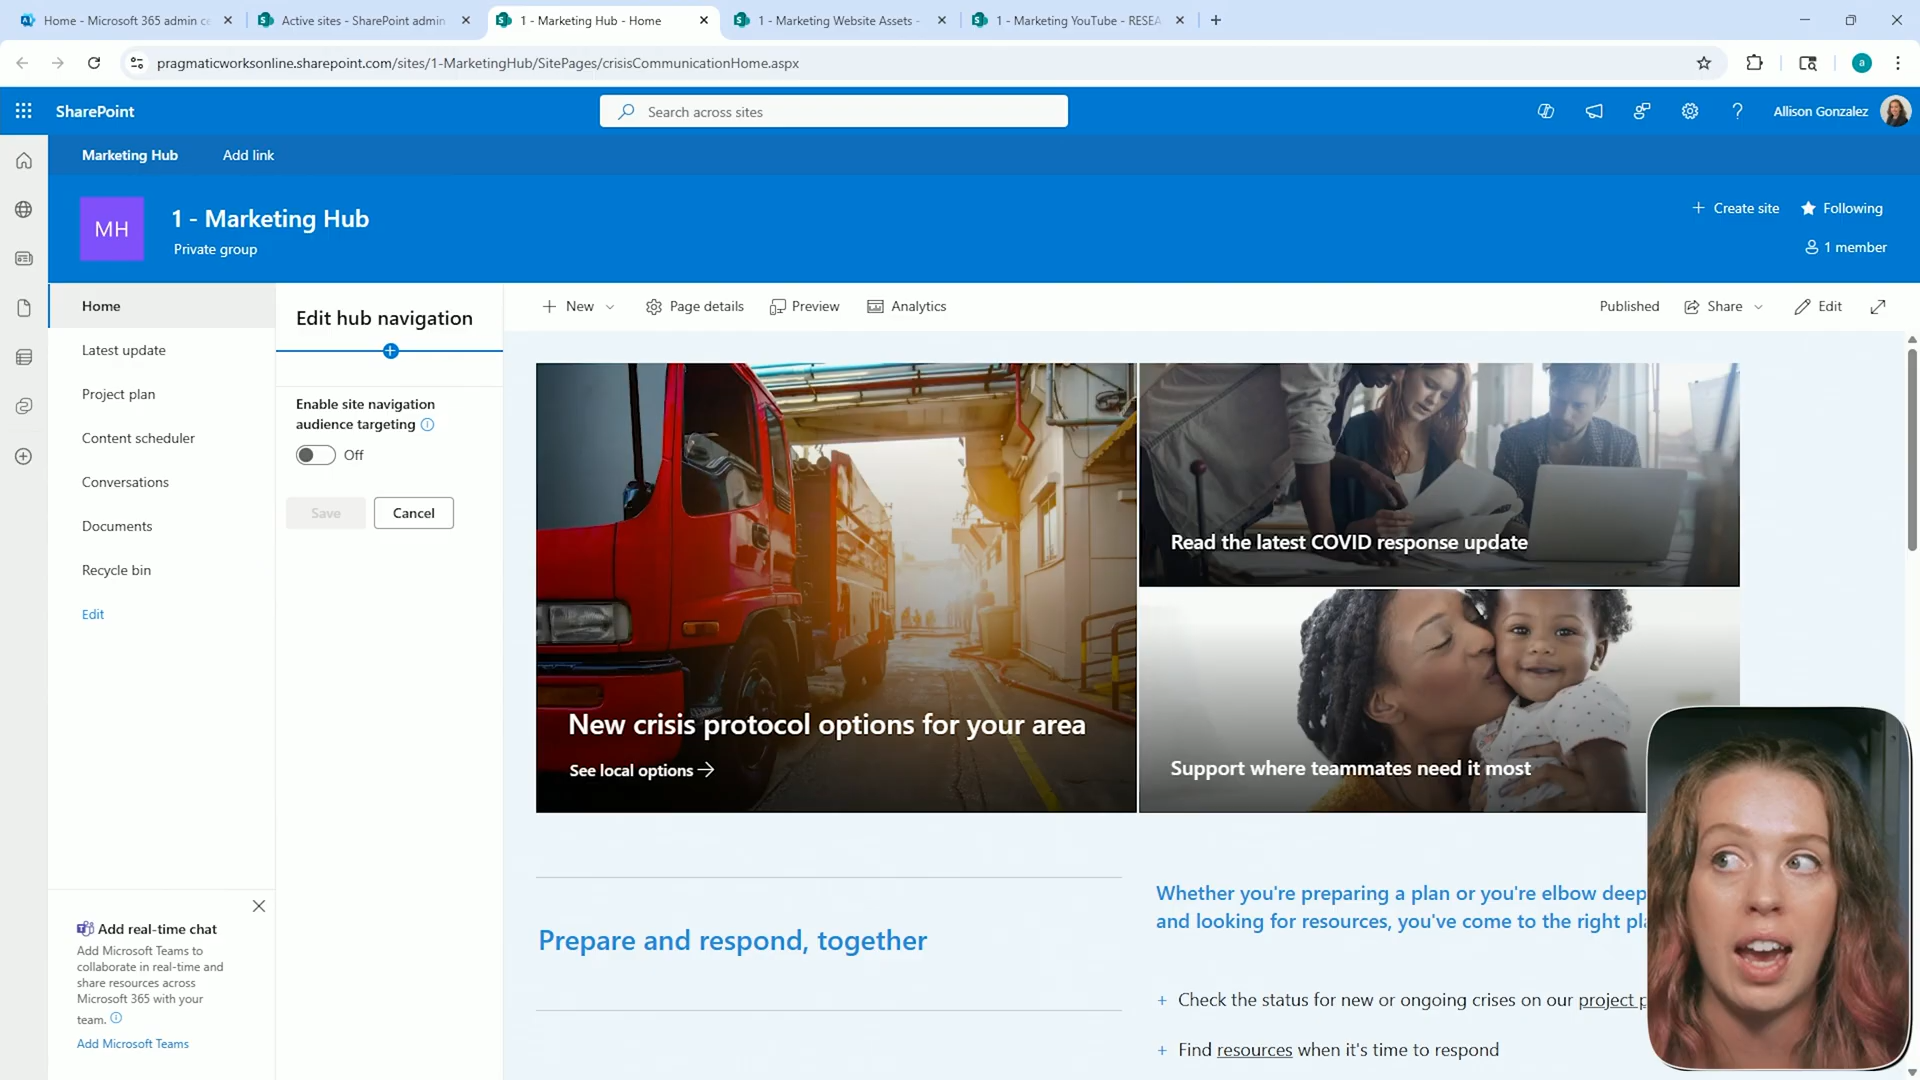 Home - Microsoft 365 admin ce
Active sites - SharePoint admin
1 - Marketing Hub - Home
1 - Marketing Website Assets -
1 - Marketing YouTube - RESEA
pragmaticworksonline.sharepoint.com/sites/1-MarketingHub/SitePages/crisisCommunicationHome.aspx
a
SharePoint
Search across sites
Allison Gonzalez
Marketing Hub
Add link
MH
1 - Marketing Hub
Private group
Create site
Following
1 member
Home
Latest update
Project plan
Content scheduler
Conversations
Documents
Recycle bin
Edit
Edit hub navigation
Enable site navigation
audience targeting
Off
Save
Cancel
New
Page details
Preview
Analytics
Published
Share
Edit
New crisis protocol options for your area
See local options
Read the latest COVID response update
Support where teammates need it most
Prepare and respond, together
Whether you're preparing a plan or you're elbow deep
and looking for resources, you've come to the right
+ Check the status for new or ongoing crises on our project
+ Find resources when it's time to respond
Add real-time chat
Add Microsoft Teams to
collaborate in real-time and
share resources across
Microsoft 365 with your
team.
Add Microsoft Teams